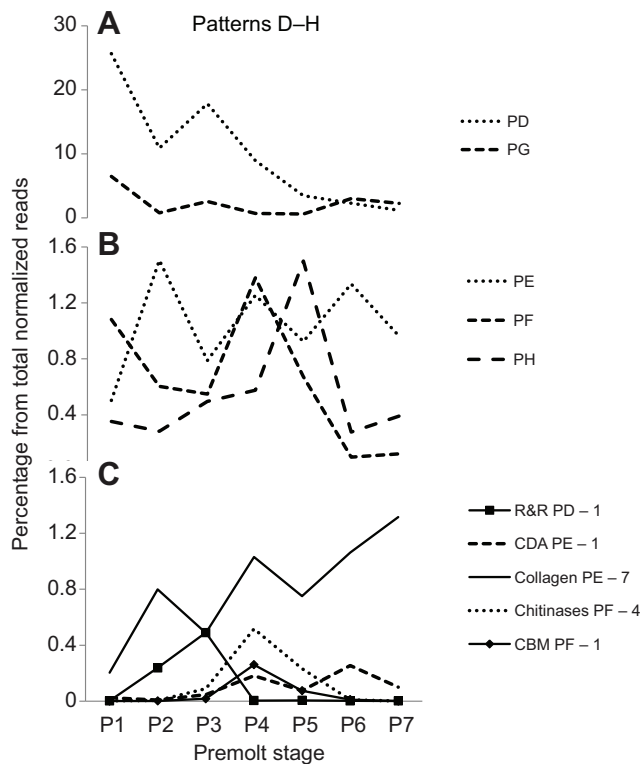 A
Patterns D–H
30
20
10
0
PD
PG
B
1.6
1.2
0.8
0.4
PE
PF
PH
C
1.6
1.2
0.8
0.4
0
R&R PD – 1
CDA PE – 1
Collagen PE – 7
Chitinases PF – 4
CBM PF – 1
P1 P2 P3 P4 P5 P6 P7
Premolt stage
Percentage from total normalized reads